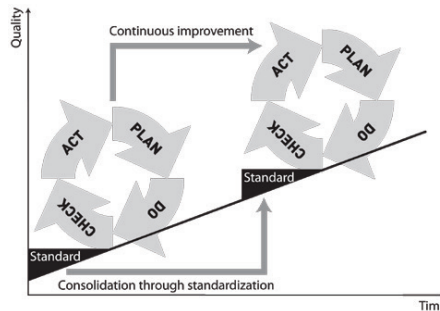 Quality
Continuous improvement
ACT
PLAN
DO
CHECK
Standard
ACT
PLAN
DO
CHECK
Standard
Consolidation through standardization
Tim